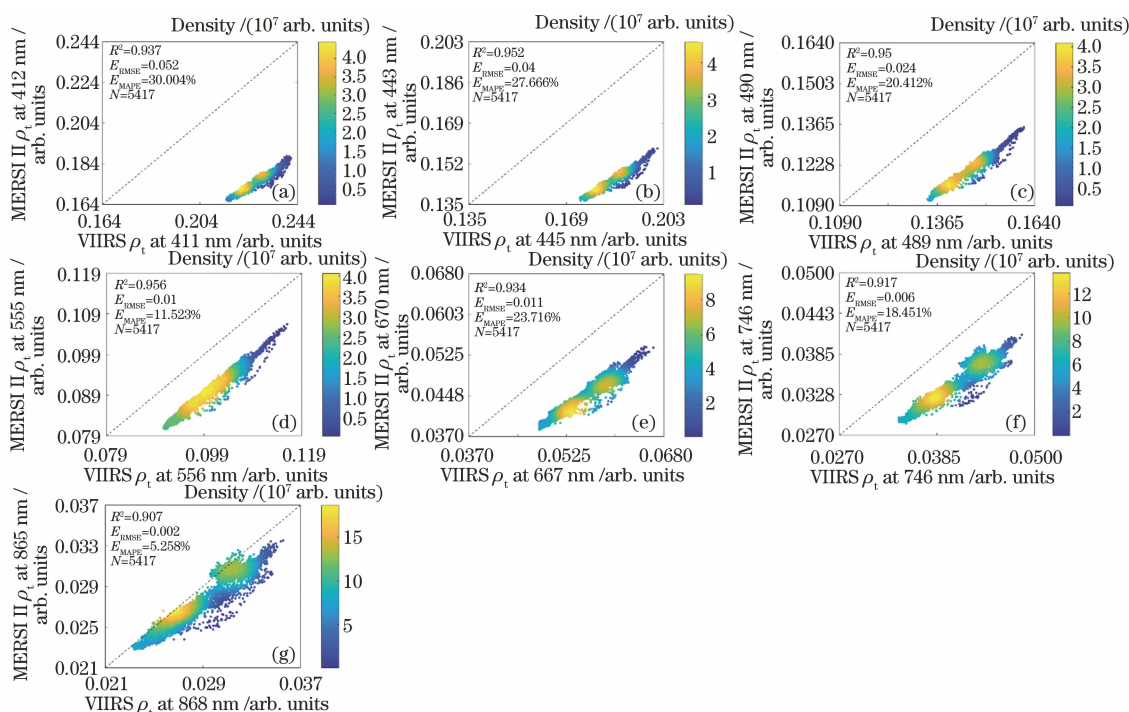 Density /(10⁷ arb. units)
MERSI II ρt at 412 nm /
arb. units
R²=0.937
E_RMSE=0.052
E_MAPE=30.004%
N=5417
0.244
0.224
0.204
0.184
0.164
(a)
0.164 0.204 0.244
VIIRS ρt at 411 nm /arb. units
4.0
3.5
3.0
2.5
2.0
1.5
1.0
0.5
Density /(10⁷ arb. units)
MERSI II ρt at 443 nm /
arb. units
R²=0.952
E_RMSE=0.04
E_MAPE=27.666%
N=5417
0.203
0.186
0.169
0.152
0.135
(b)
0.135 0.169 0.203
VIIRS ρt at 445 nm /arb. units
4
3
2
1
Density /(10⁷ arb. units)
MERSI II ρt at 490 nm /
arb. units
R²=0.95
E_RMSE=0.024
E_MAPE=20.412%
N=5417
0.1640
0.1503
0.1365
0.1228
0.1090
(c)
0.1090 0.1365 0.1640
VIIRS ρt at 489 nm /arb. units
4.0
3.5
3.0
2.5
2.0
1.5
1.0
0.5
Density /(10⁷ arb. units)
MERSI II ρt at 555 nm /
arb. units
R²=0.956
E_RMSE=0.01
E_MAPE=11.523%
N=5417
0.119
0.109
0.099
0.089
0.079
(d)
0.079 0.099 0.119
VIIRS ρt at 556 nm /arb. units
4.0
3.5
3.0
2.5
2.0
1.5
1.0
0.5
Density /(10⁷ arb. units)
MERSI II ρt at 670 nm /
arb. units
R²=0.934
E_RMSE=0.011
E_MAPE=23.716%
N=5417
0.0680
0.0603
0.0525
0.0448
0.0370
(e)
0.0370 0.0525 0.0680
VIIRS ρt at 667 nm /arb. units
8
6
4
2
Density /(10⁷ arb. units)
MERSI II ρt at 746 nm /
arb. units
R²=0.917
E_RMSE=0.006
E_MAPE=18.451%
N=5417
0.0500
0.0443
0.0385
0.0328
0.0270
(f)
0.0270 0.0385 0.0500
VIIRS ρt at 746 nm /arb. units
12
10
8
6
4
2
Density /(10⁷ arb. units)
MERSI II ρt at 865 nm /
arb. units
R²=0.907
E_RMSE=0.002
E_MAPE=5.258%
N=5417
0.037
0.033
0.029
0.025
0.021
(g)
0.021 0.029 0.037
VIIRS ρt at 868 nm /arb. units
15
10
5